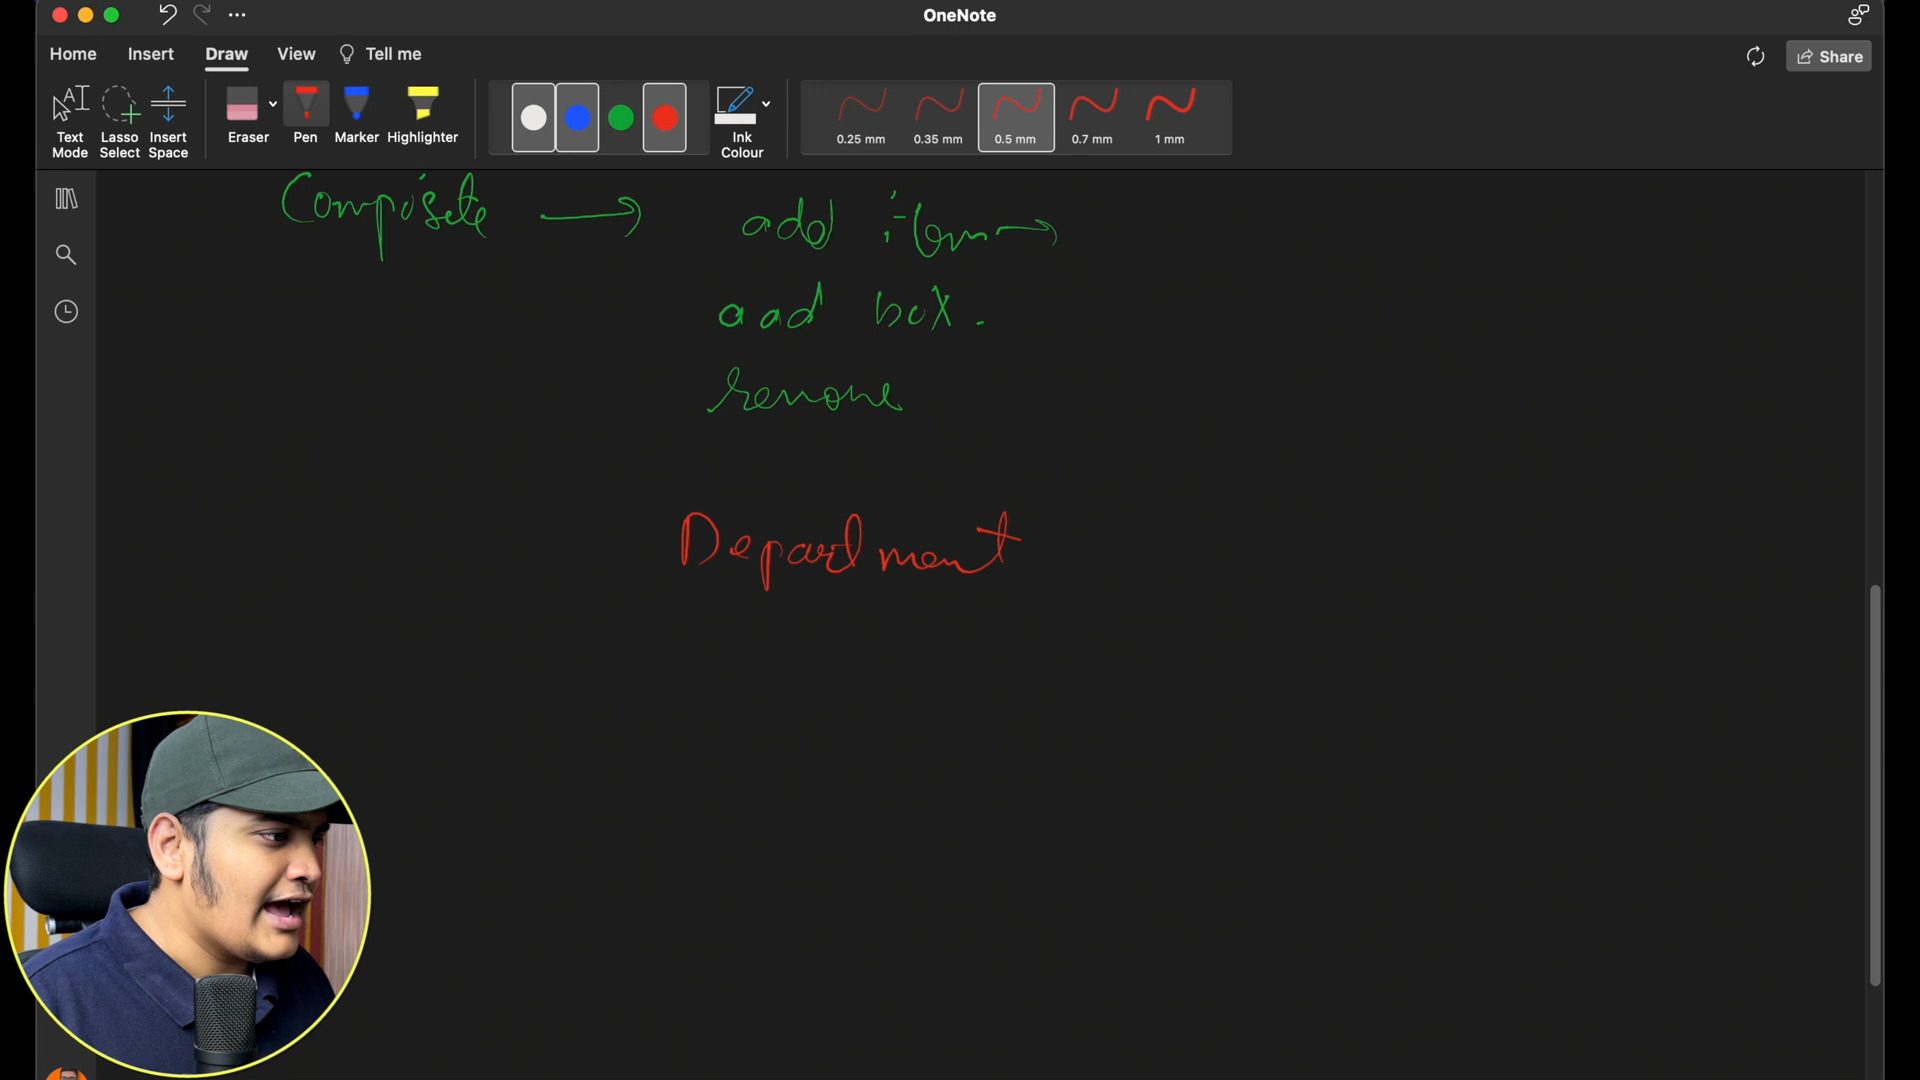 OneNote
Home Insert Draw View Tell me
Share
Text Mode
Lasso Select
Insert Space
Eraser
Pen
Marker
Highlighter
Ink Colour
0.25 mm
0.35 mm
0.5 mm
0.7 mm
1 mm
Composite → add item →
add box.
remove
Department